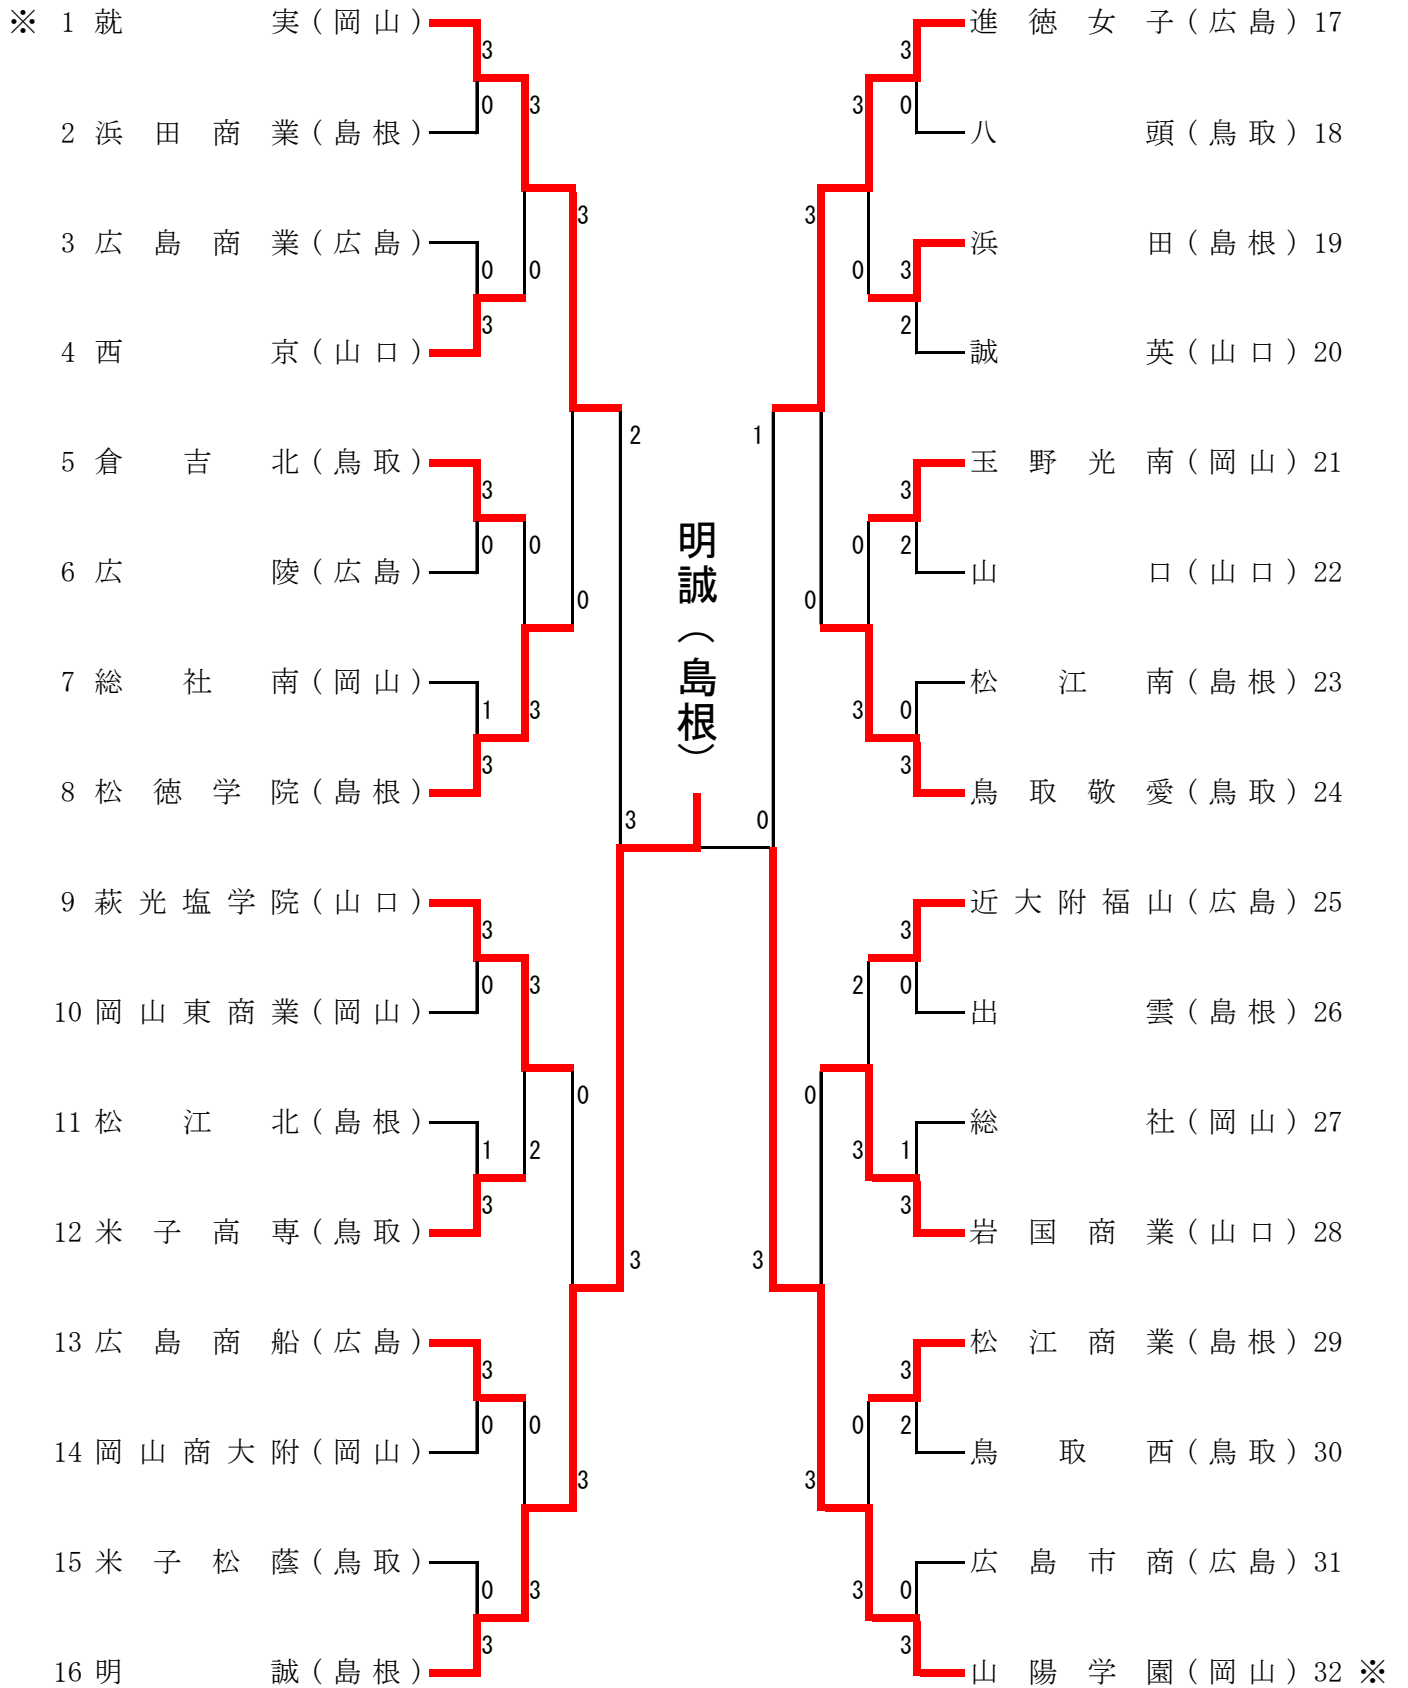 ※ 1 就実(岡山)
3
0
3
2 浜田商業(島根)
3
3 広島商業(広島)
0
0
3
4 西京(山口)
2
5 倉吉北(鳥取)
3
0
0
6 広陵(広島)
0
7 総社南(岡山)
1
3
3
8 松徳学院(島根)
3
9 萩光塩学院(山口)
3
0
3
10 岡山東商業(岡山)
0
11 松江北(島根)
1
2
3
12 米子高専(鳥取)
3
13 広島商船(広島)
3
0
0
14 岡山商大附(岡山)
3
15 米子松蔭(鳥取)
0
3
3
16 明誠(島根)
明誠(島根)
進徳女子(広島) 17
3
3
0
八頭(鳥取) 18
3
浜田(島根) 19
0
3
2
誠英(山口) 20
1
玉野光南(岡山) 21
3
0
2
山口(山口) 22
0
松江南(島根) 23
3
0
3
鳥取敬愛(鳥取) 24
0
近大附福山(広島) 25
3
2
0
出雲(島根) 26
0
総社(岡山) 27
3
1
3
岩国商業(山口) 28
3
松江商業(島根) 29
3
0
2
鳥取西(鳥取) 30
3
広島市商(広島) 31
3
0
3
山陽学園(岡山) 32 ※